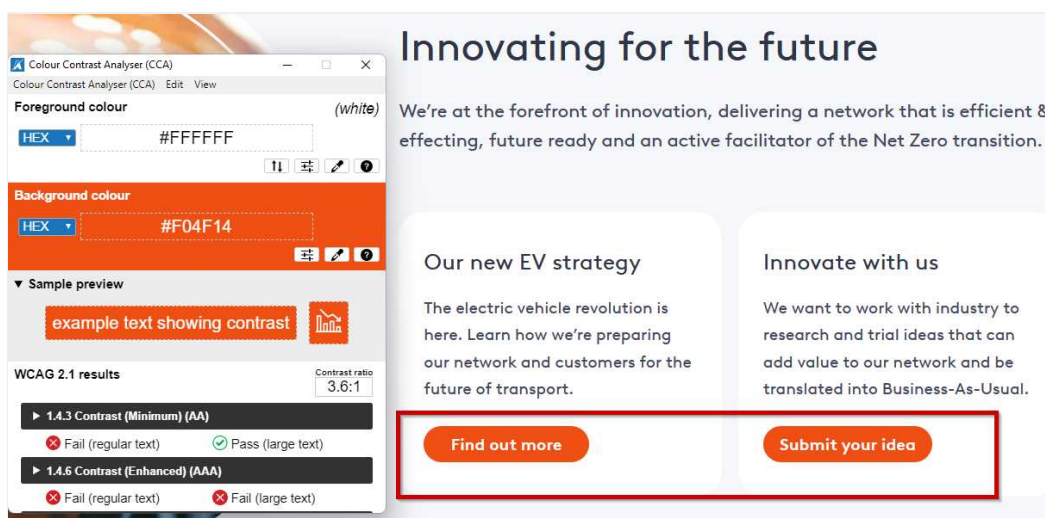 Colour Contrast Analyser (CCA)
Colour Contrast Analyser (CCA) Edit View
Foreground colour (white)
HEX #FFFFFF
Background colour
HEX #F04F14
Sample preview
example text showing contrast
WCAG 2.1 results
Contrast ratio
3.6:1
1.4.3 Contrast (Minimum) (AA)
Fail (regular text) Pass (large text)
1.4.6 Contrast (Enhanced) (AAA)
Fail (regular text) Fail (large text)
Innovating for the future
We’re at the forefront of innovation, delivering a network that is efficient &
effecting, future ready and an active facilitator of the Net Zero transition.
Our new EV strategy
The electric vehicle revolution is
here. Learn how we’re preparing
our network and customers for the
future of transport.
Find out more
Innovate with us
We want to work with industry to
research and trial ideas that can
add value to our network and be
translated into Business-As-Usual.
Submit your idea